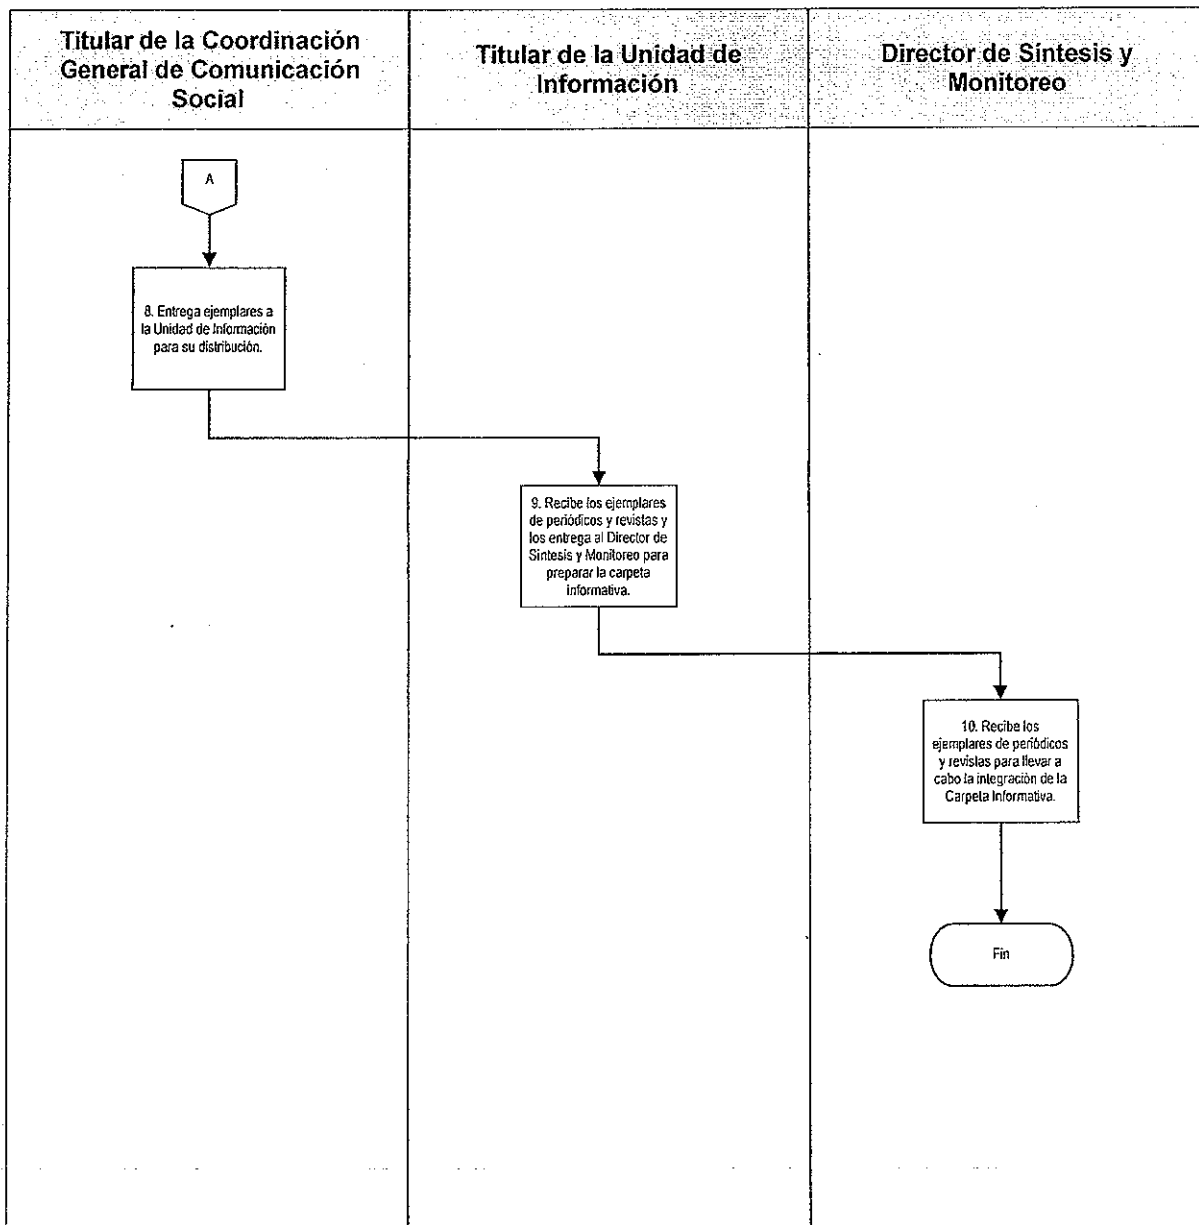 Titular de la Coordinación
General de Comunicación
Social
Titular de la Unidad de
Información
Director de Síntesis y
Monitoreo
A
8. Entrega ejemplares a
la Unidad de Información
para su distribución.
9. Recibe los ejemplares
de periódicos y revistas y
los entrega al Director de
Síntesis y Monitoreo para
preparar la carpeta
informativa.
10. Recibe los
ejemplares de periódicos
y revistas para llevar a
cabo la integración de la
Carpeta Informativa.
Fin